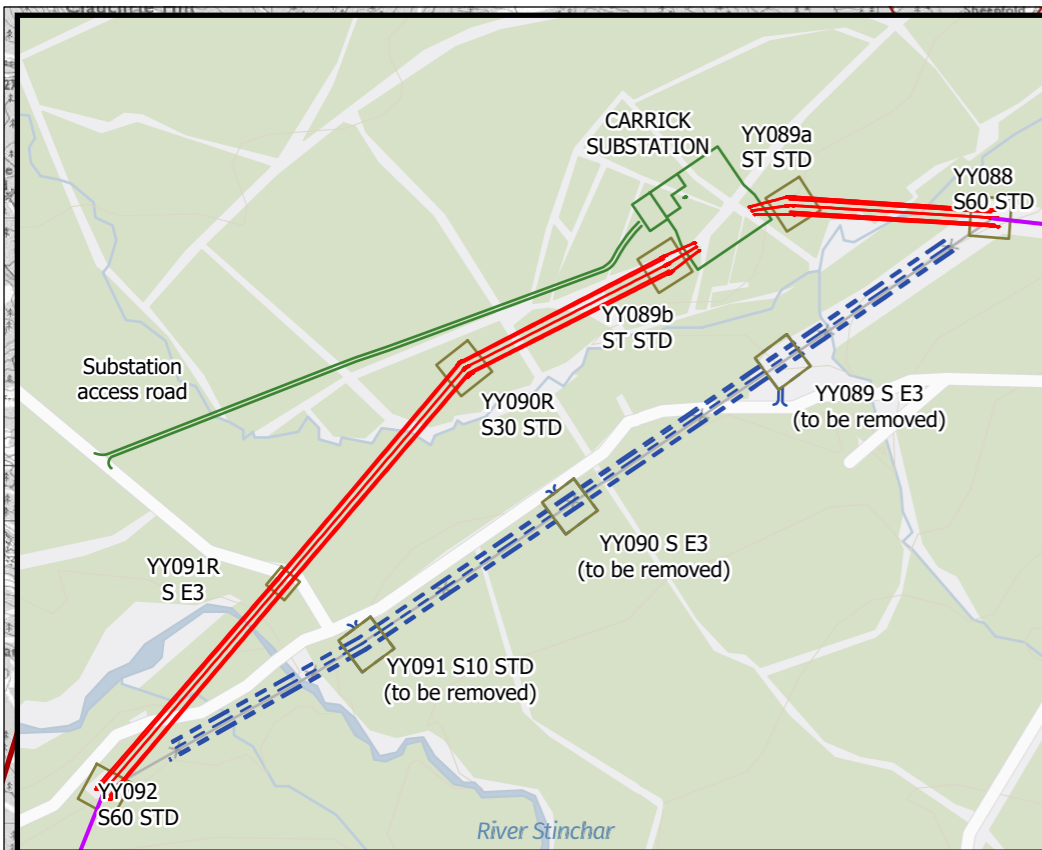 CARRICK
SUBSTATION
YY089a
ST STD
YY088
S60 STD
YY089b
ST STD
Substation
access road
YY090R
S30 STD
YY089 S E3
(to be removed)
YY090 S E3
(to be removed)
YY091R
S E3
YY091 S10 STD
(to be removed)
YY092
S60 STD
River Stinchar